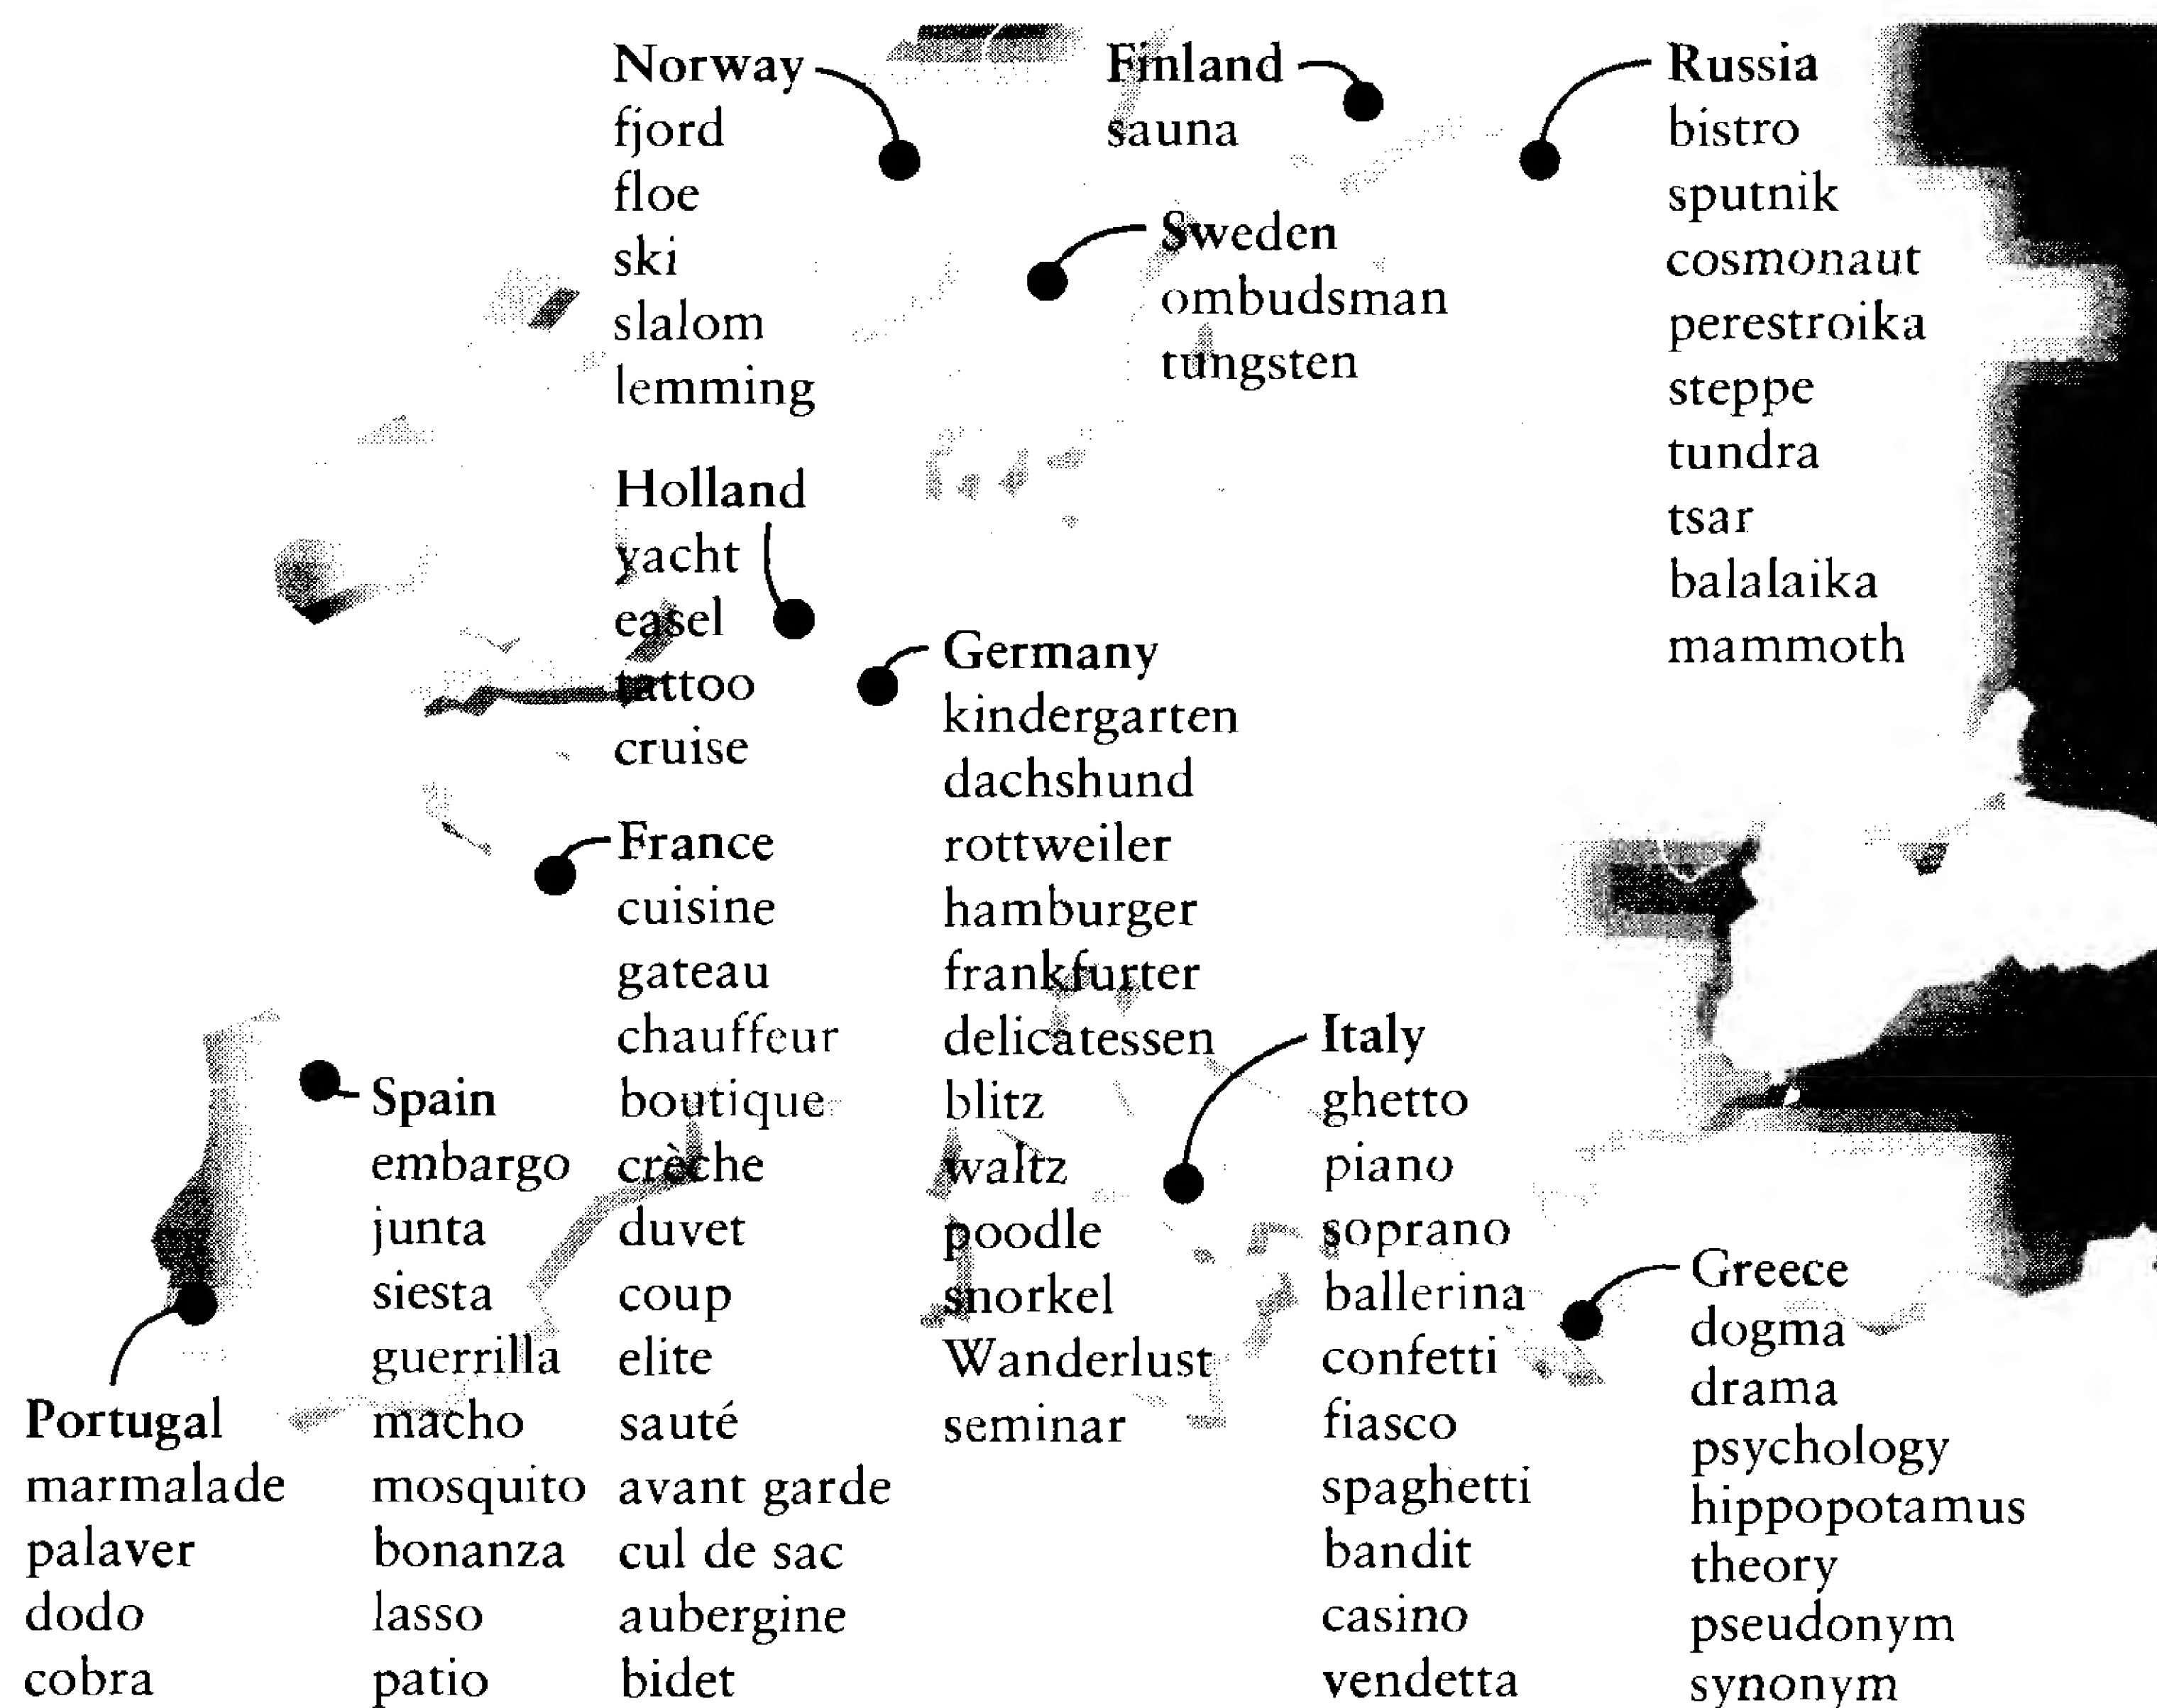 Norway
fjord
floe
ski
slalom
lemming
Finland
sauna
Sweden
ombudsman
tungsten
Russia
bistro
sputnik
cosmonaut
perestroika
steppe
tundra
tsar
balalaika
mammoth
Holland
yacht
easel
tattoo
cruise
Germany
kindergarten
dachshund
rottweiler
hamburger
frankfurter
delicatessen
blitz
waltz
poodle
snorkel
Wanderlust
seminar
France
cuisine
gateau
chauffeur
boutique
crèche
duvet
coup
elite
sauté
avant garde
cul de sac
aubergine
bidet
Spain
embargo
junta
siesta
guerrilla
macho
mosquito
bonanza
lasso
patio
Portugal
marmalade
palaver
dodo
cobra
Italy
ghetto
piano
soprano
ballerina
confetti
fiasco
spaghetti
bandit
casino
vendetta
Greece
dogma
drama
psychology
hippopotamus
theory
pseudonym
synonym